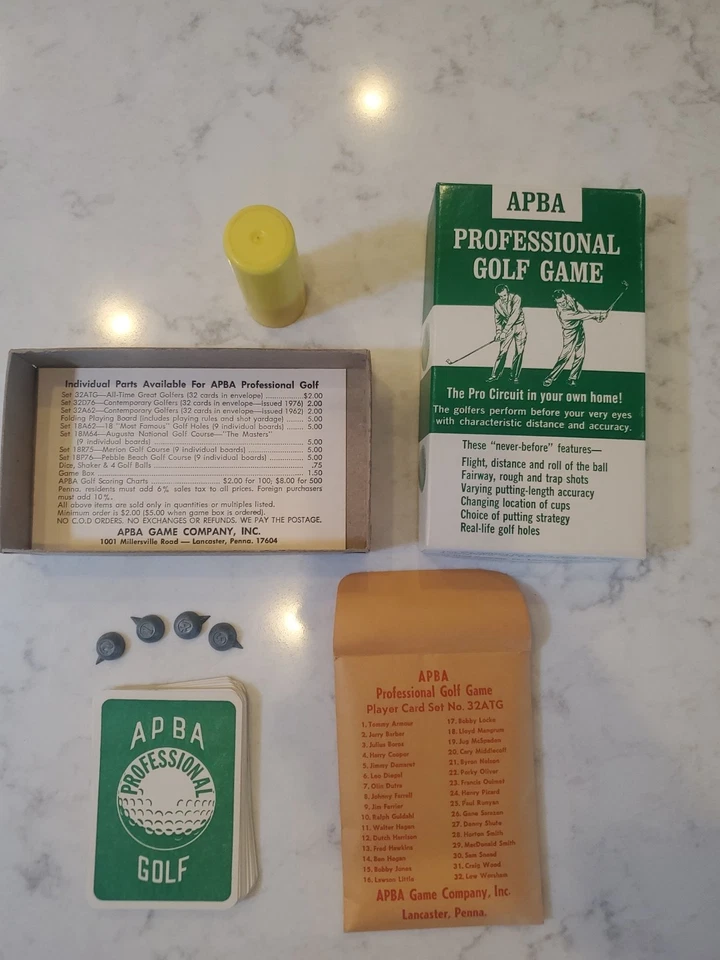 APBA
PROFESSIONAL
GOLF GAME
The Pro Circuit in your own home!
The golfers perform before your very eyes
with characteristic distance and accuracy.
These "never-before" features—
Flight, distance and roll of the ball
Fairway, rough and trap shots
Varying putting-length accuracy
Changing location of cups
Choice of putting strategy
Real-life golf holes
Individual Parts Available For APBA Professional Golf
Set 32ATG—All-Time Great Golfers (32 cards in envelope) ............$2.00
Set 32D76—Contemporary Golfers (32 cards in envelope—issued 1976) 2.00
Set 32A62—Contemporary Golfers (32 cards in envelope—issued 1962) 2.00
Folding Playing Board (includes playing rules and shot yardage) ....... 5.00
Set 18A62—18 "Most Famous" Golf Holes (9 individual boards) ........ 5.00
Set 18M64—Augusta National Golf Course—"The Masters"
(9 individual boards) ........ 5.00
Set 18R75—Merion Golf Course (9 individual boards) ........ 5.00
Set 18P76—Pebble Beach Golf Course (9 individual boards) ........ 5.00
Dice, Shaker & 4 Golf Balls ........ .75
Game Box ........ 1.50
APBA Golf Scoring Charts ........ $2.00 for 100; $8.00 for 500
Penna. residents must add 6% sales tax to all prices. Foreign purchasers
must add 10%.
All above items are sold only in quantities or multiples listed.
Minimum order is $2.00 ($5.00 when game box is ordered).
NO C.O.D ORDERS. NO EXCHANGES OR REFUNDS. WE PAY THE POSTAGE.
APBA GAME COMPANY, INC.
1001 Millersville Road — Lancaster, Penna. 17604
APBA
PROFESSIONAL
GOLF
APBA
Professional Golf Game
Player Card Set No. 32ATG
1. Tommy Armour
2. Jerry Barber
3. Julius Boros
4. Harry Cooper
5. Jimmy Demaret
6. Leo Diegel
7. Olin Dutra
8. Johnny Farrell
9. Jim Ferrier
10. Ralph Guldahl
11. Walter Hagen
12. Dutch Harrison
13. Fred Hawkins
14. Ben Hogan
15. Bobby Jones
16. Lawson Little
17. Bobby Locke
18. Lloyd Mangrum
19. Jug McSpaden
20. Cary Middlecoff
21. Byron Nelson
22. Porky Oliver
23. Francis Ouimet
24. Henry Picard
25. Paul Runyan
26. Gene Sarazen
27. Denny Shute
28. Horton Smith
29. MacDonald Smith
30. Sam Snead
31. Craig Wood
32. Lew Worsham
APBA Game Company, Inc.
Lancaster, Penna.